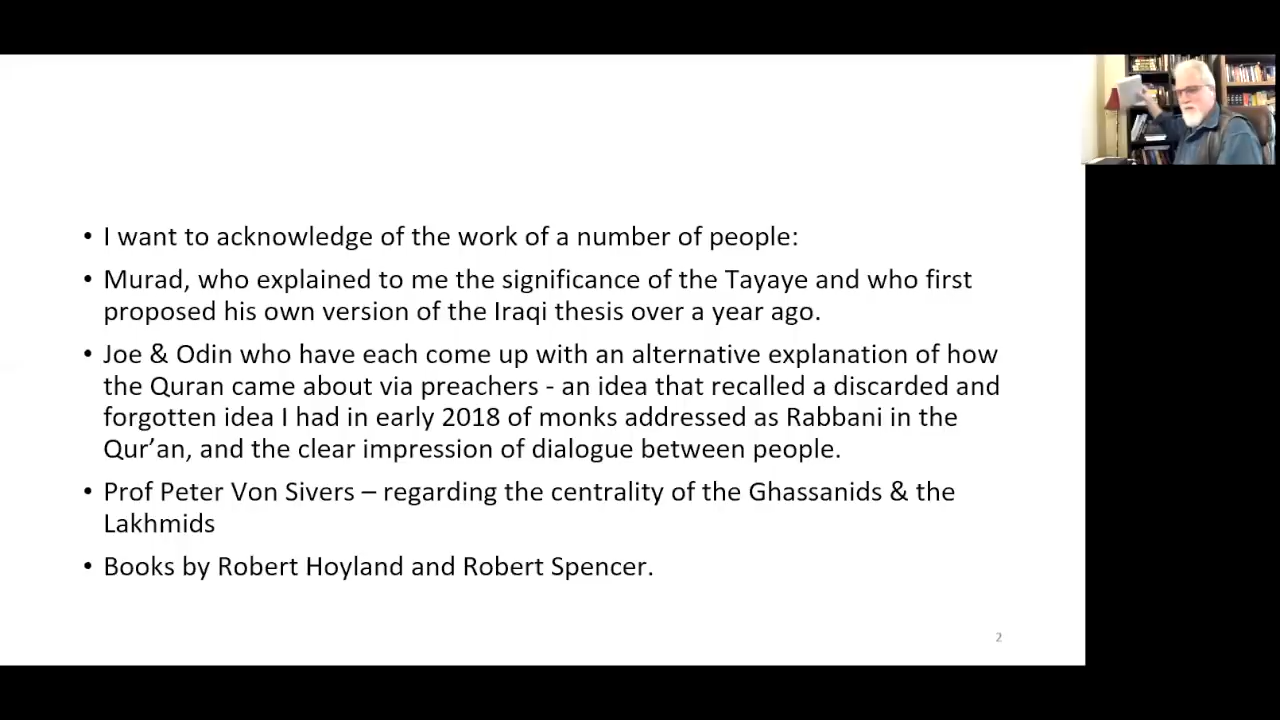 • I want to acknowledge of the work of a number of people:
• Murad, who explained to me the significance of the Tayaye and who first
proposed his own version of the Iraqi thesis over a year ago.
• Joe & Odin who have each come up with an alternative explanation of how
the Quran came about via preachers - an idea that recalled a discarded and
forgotten idea I had in early 2018 of monks addressed as Rabbani in the
Qur’an, and the clear impression of dialogue between people.
• Prof Peter Von Sivers – regarding the centrality of the Ghassanids & the
Lakhmids
• Books by Robert Hoyland and Robert Spencer.
2